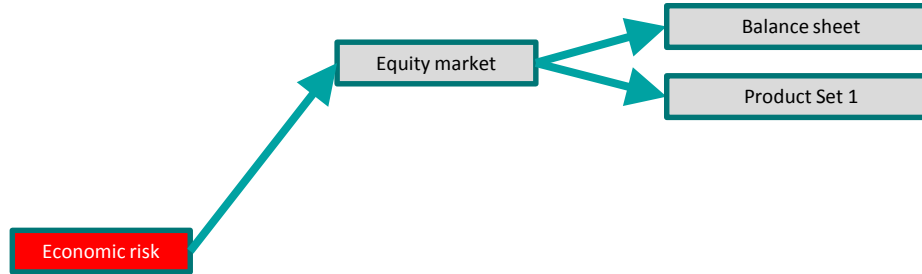 Balance sheet
Equity market
Product Set 1
Economic risk